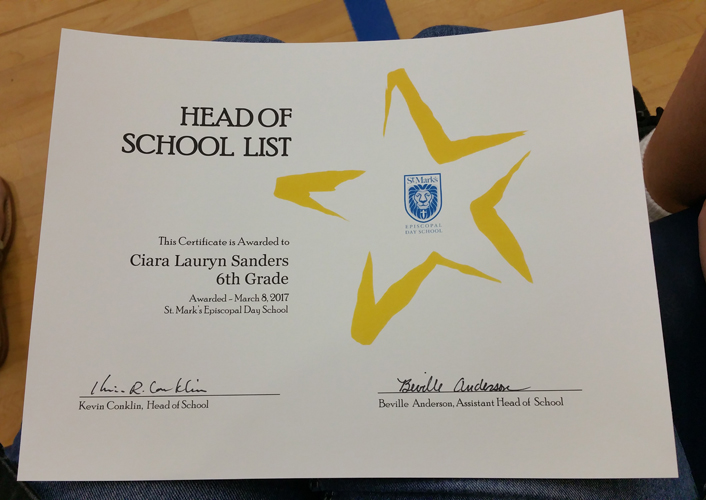 HEAD OF
SCHOOL LIST
St.Mark's
EPISCOPAL
DAY SCHOOL
This Certificate is Awarded to
Ciara Lauryn Sanders
6th Grade
Awarded - March 8, 2017
St. Mark's Episcopal Day School
Kevin R. Conklin
Beville Anderson
Kevin Conklin, Head of School
Beville Anderson, Assistant Head of School